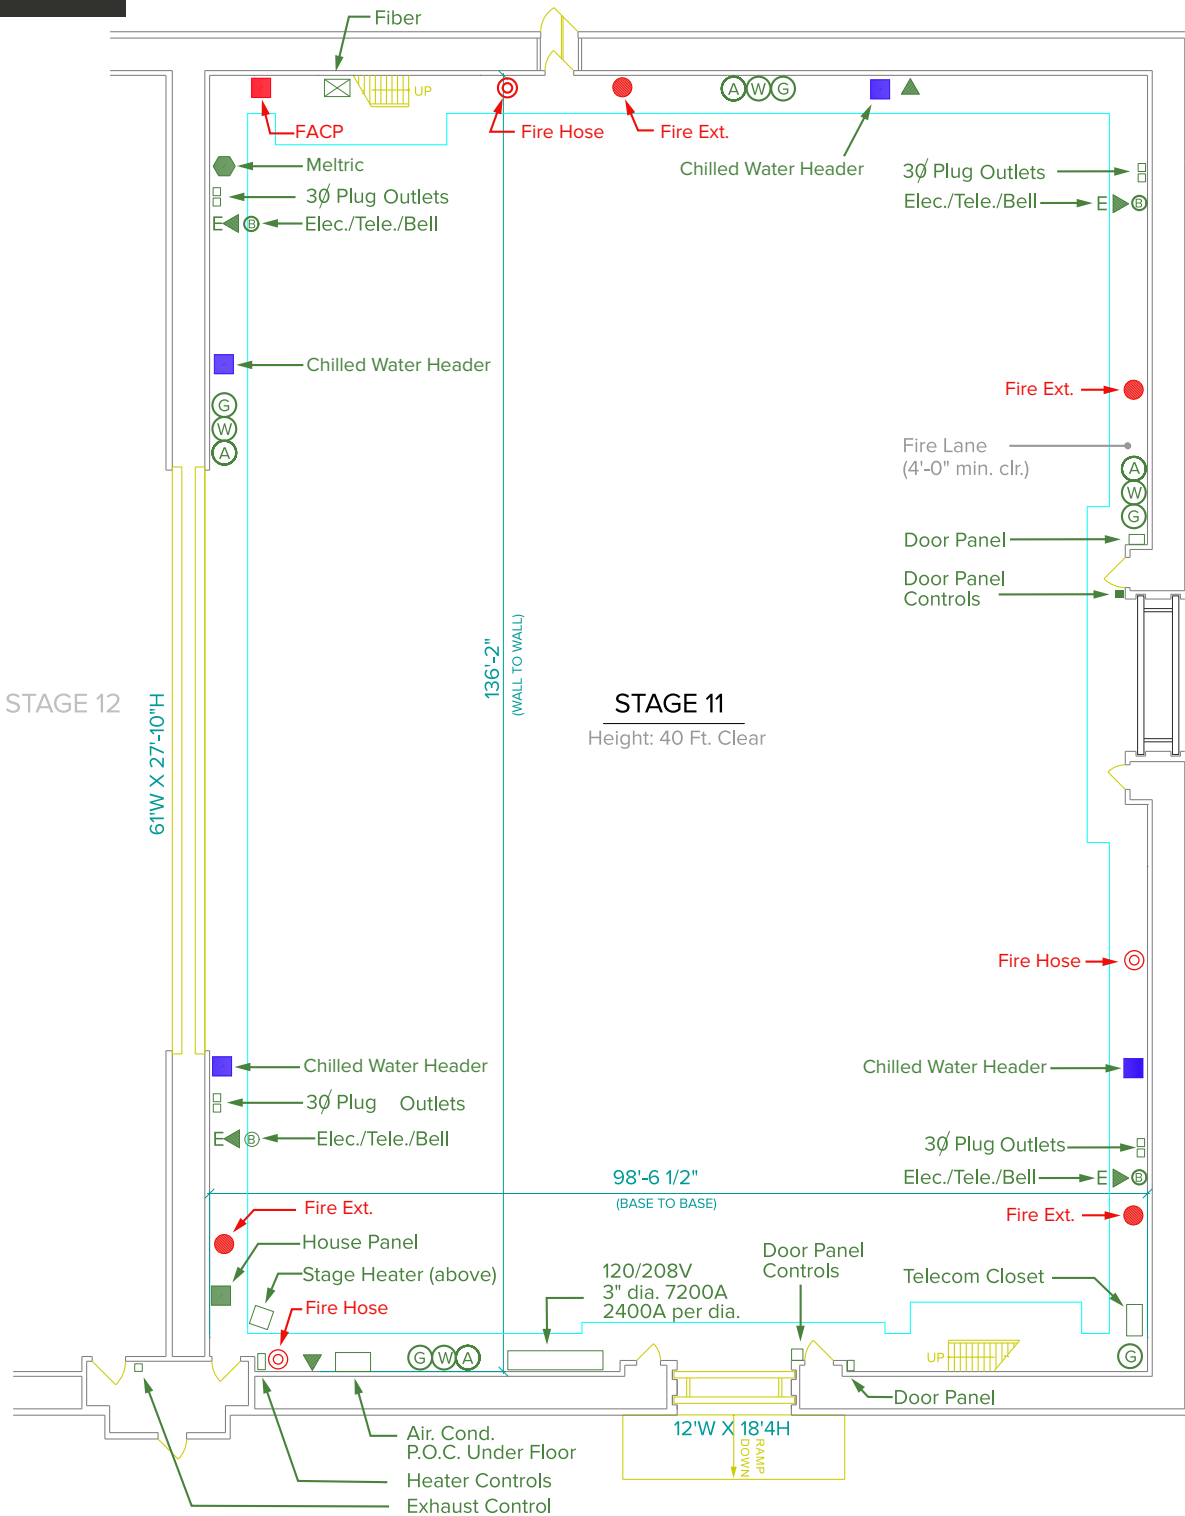 Fiber
UP
FACP
Fire Hose
Fire Ext.
A W G
Chilled Water Header
Meltric
30̸ Plug Outlets
E B Elec./Tele./Bell
30̸ Plug Outlets
Elec./Tele./Bell E B
Chilled Water Header
G
W
A
Fire Ext.
Fire Lane
(4'-0" min. clr.)
A
W
G
Door Panel
Door Panel
Controls
136'-2"
(WALL TO WALL)
STAGE 12
61'W X 27'-10"H
STAGE 11
Height: 40 Ft. Clear
Fire Hose
Chilled Water Header
Chilled Water Header
30̸ Plug Outlets
E B Elec./Tele./Bell
30̸ Plug Outlets
Elec./Tele./Bell E B
98'-6 1/2"
(BASE TO BASE)
Fire Ext.
Fire Ext.
House Panel
Stage Heater (above)
Fire Hose
120/208V
3" dia. 7200A
2400A per dia.
Door Panel
Controls
Telecom Closet
G W A
UP
G
Door Panel
12'W X 18'4H
RAMP
DOWN
Air. Cond.
P.O.C. Under Floor
Heater Controls
Exhaust Control